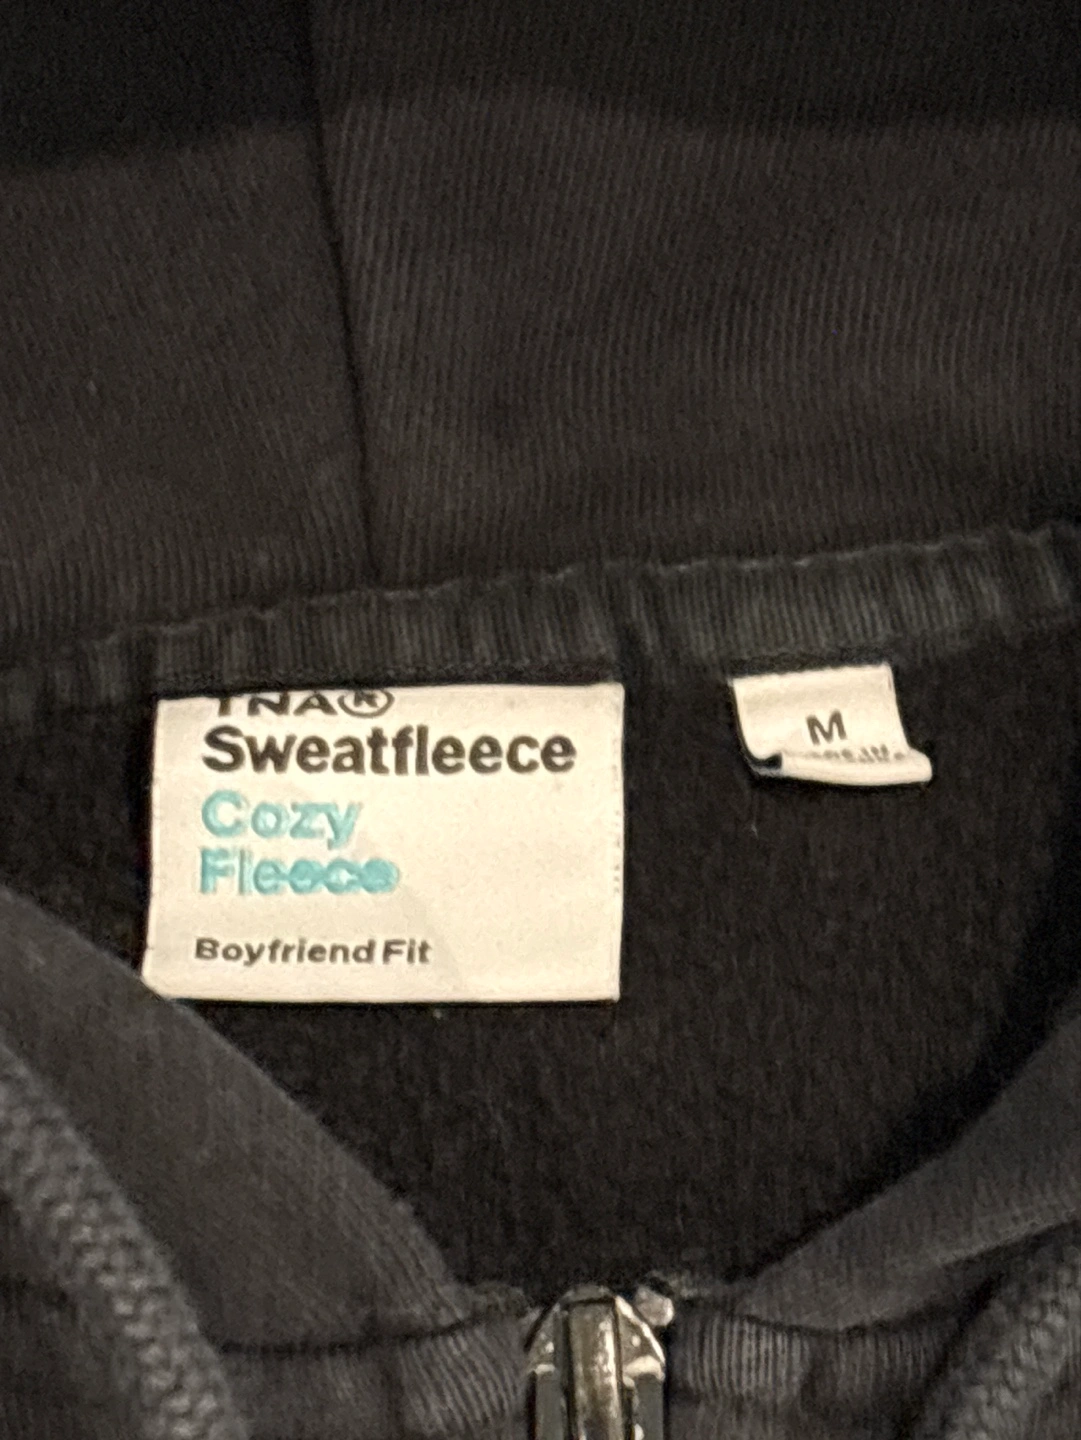 TNA®
Sweatfleece
Cozy
Fleece
Boyfriend Fit
M